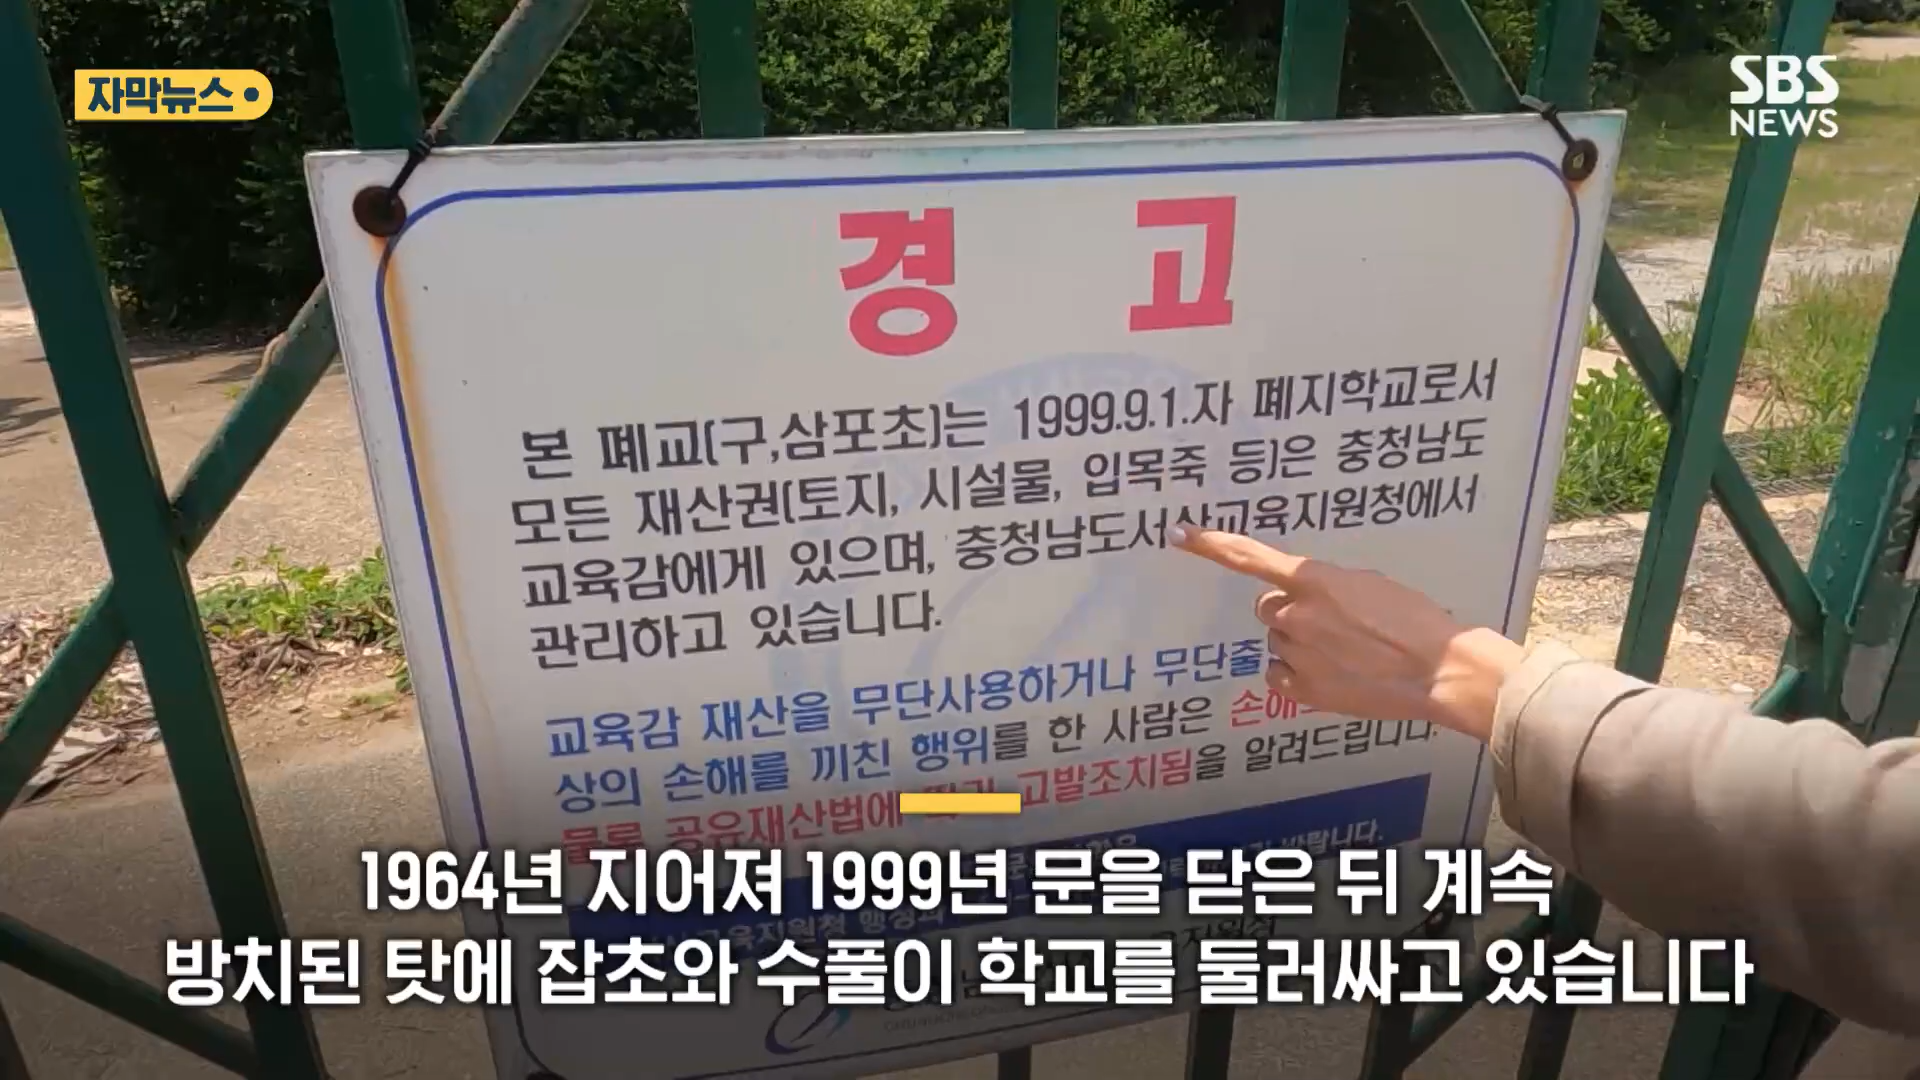 자막뉴스
SBS
NEWS
경 고
본 폐교(구,삼포초)는 1999.9.1.자 폐지학교로서
모든 재산권(토지, 시설물, 입목죽 등)은 충청남도
교육감에게 있으며, 충청남도서산교육지원청에서
관리하고 있습니다.
교육감 재산을 무단사용하거나 무단출
상의 손해를 끼친 행위를 한 사람은 손해
물론 공유재산법에 고발조치됨을 알려드립니다.
바랍니다.
1964년 지어져 1999년 문을 닫은 뒤 계속
방치된 탓에 잡초와 수풀이 학교를 둘러싸고 있습니다